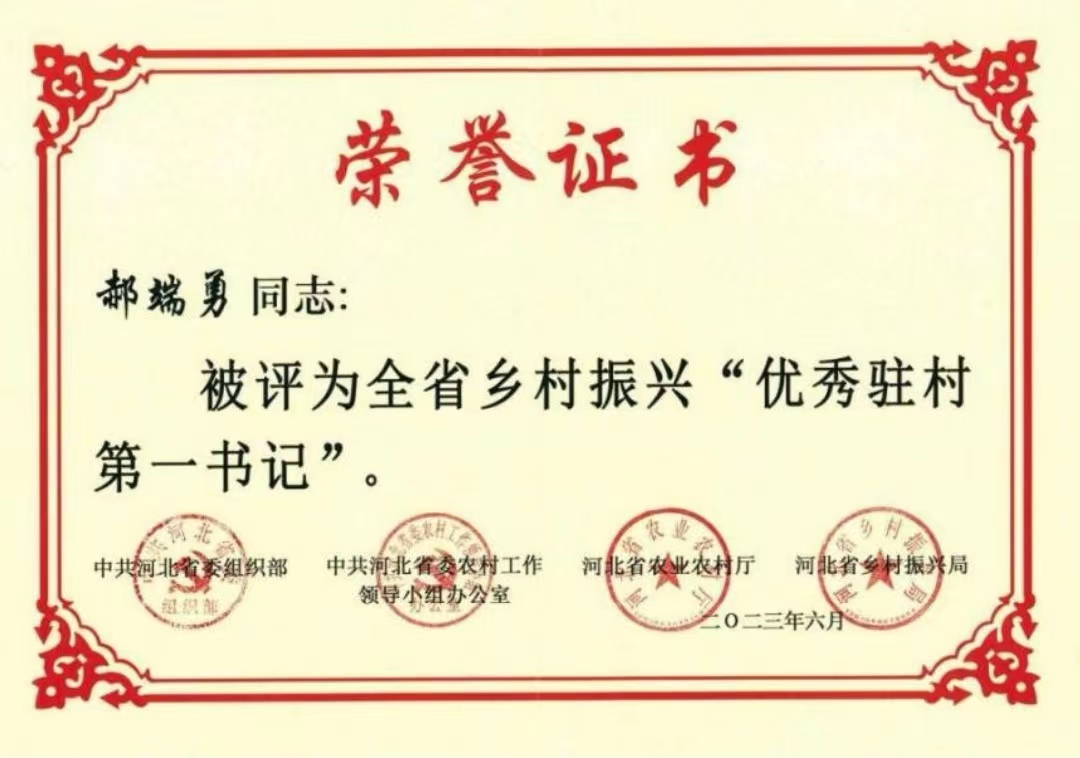 荣誉证书
郝端勇 同志:
被评为全省乡村振兴“优秀驻村
第一书记”。
中共河北省委组织部
中共河北省委农村工作
领导小组办公室
河北省农业农村厅
河北省乡村振兴局
二〇二三年六月